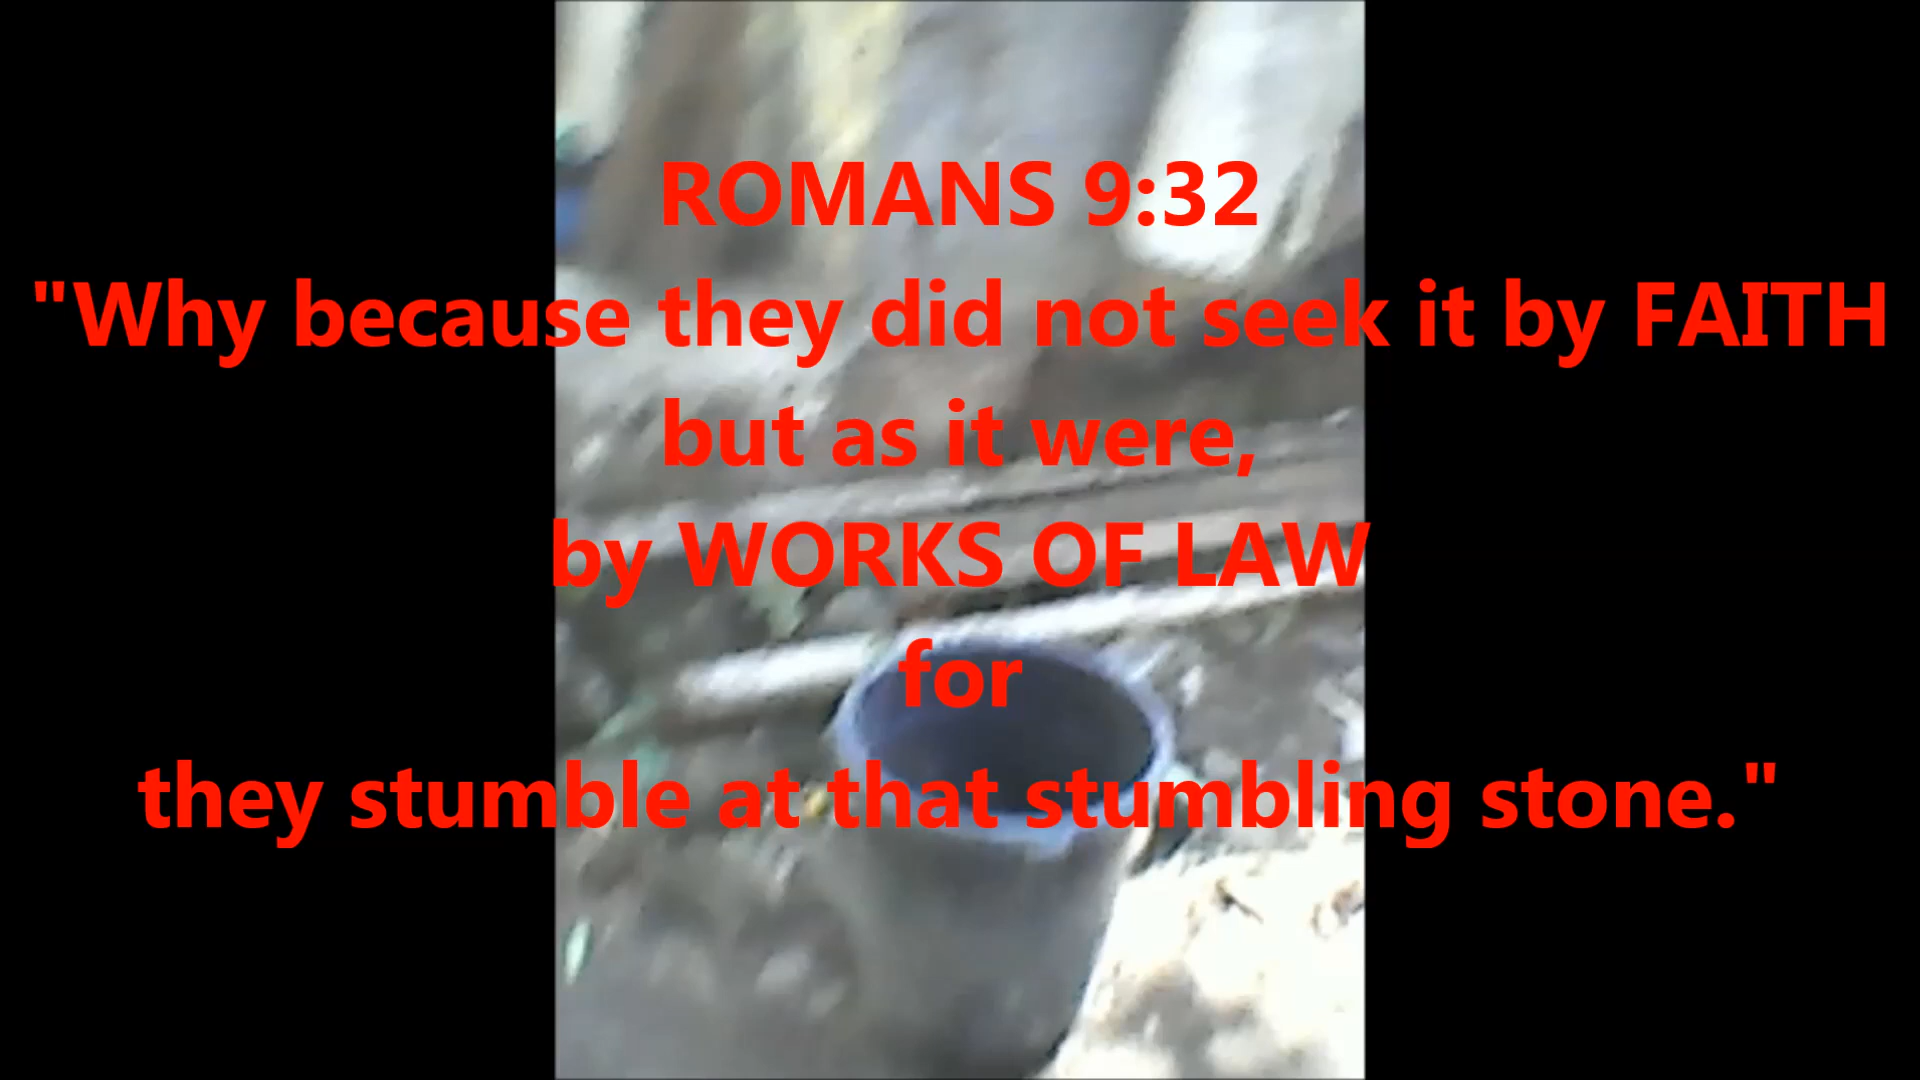 ROMANS 9:32
"Why because they did not seek it by FAITH
but as it were,
by WORKS OF LAW
for
they stumble at that stumbling stone."